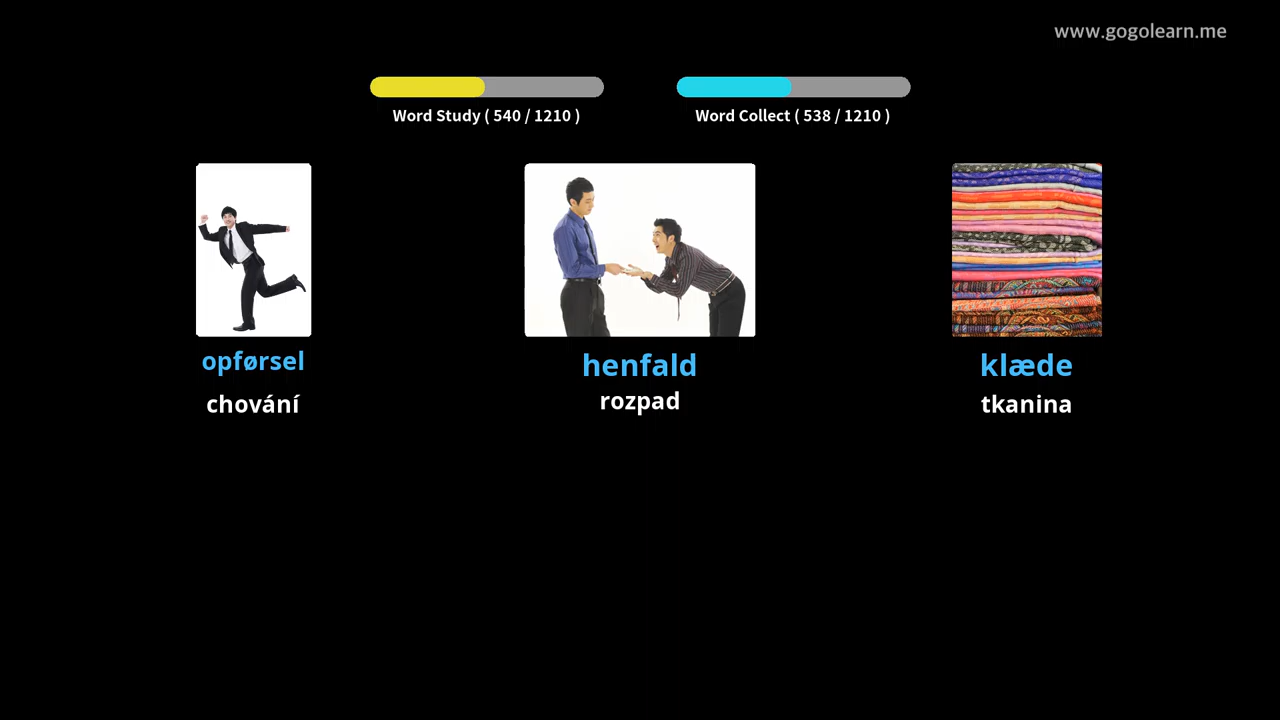 www.gogolearn.me
Word Study ( 540 / 1210 )
Word Collect ( 538 / 1210 )
opførsel
chování
henfald
rozpad
klæde
tkanina